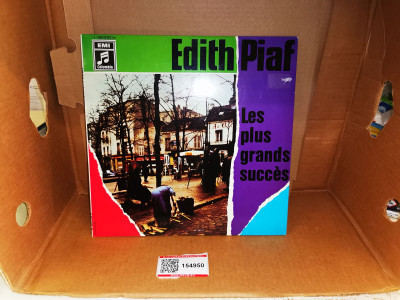 EMI
Columbia
Edith Piaf
Les
plus
grands
succès
154950